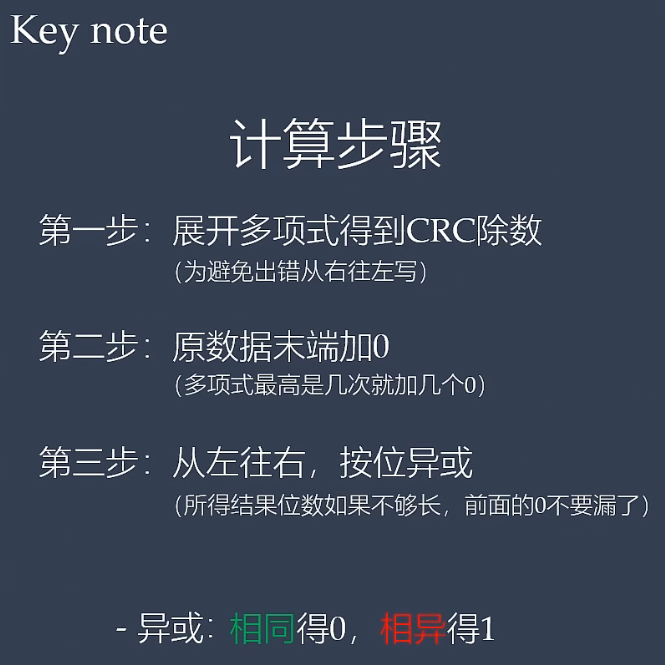 Key note
计算步骤
第一步：展开多项式得到CRC除数
（为避免出错从右往左写）
第二步：原数据末端加0
（多项式最高是几次就加几个0）
第三步：从左往右，按位异或
（所得结果位数如果不够长，前面的0不要漏了）
- 异或：相同得0，相异得1